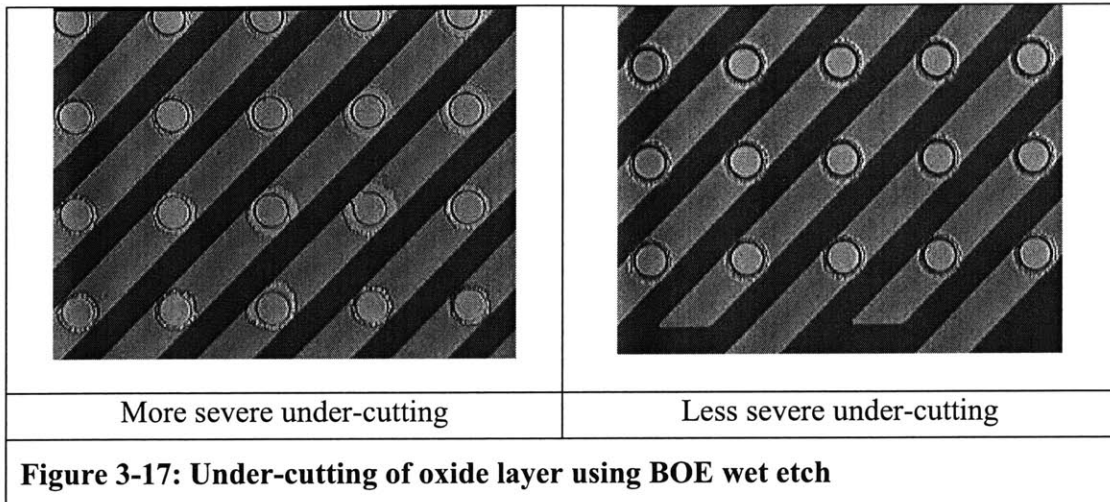 More severe under-cutting
Less severe under-cutting
Figure 3-17: Under-cutting of oxide layer using BOE wet etch